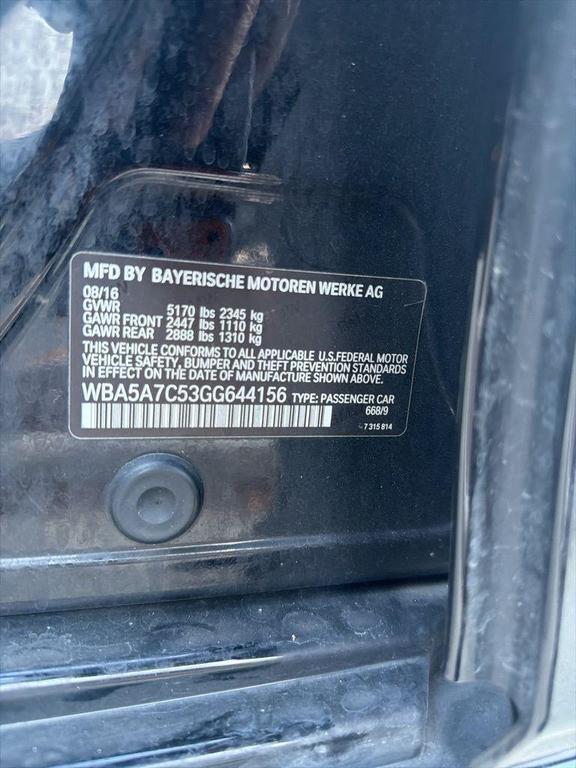 MFD BY BAYERISCHE MOTOREN WERKE AG
08/16
GVWR 5170 lbs 2345 kg
GAWR FRONT 2447 lbs 1110 kg
GAWR REAR 2888 lbs 1310 kg
THIS VEHICLE CONFORMS TO ALL APPLICABLE U.S.FEDERAL MOTOR
VEHICLE SAFETY, BUMPER AND THEFT PREVENTION STANDARDS
IN EFFECT ON THE DATE OF MANUFACTURE SHOWN ABOVE.
WBA5A7C53GG644156 TYPE: PASSENGER CAR
668/9
7 315 814